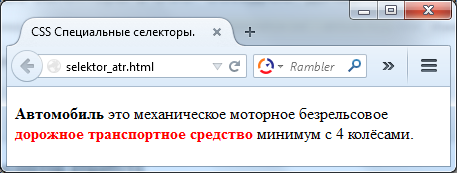 CSS Специальные селекторы.
selektor_atr.html
Rambler
Автомобиль это механическое моторное безрельсовое
дорожное транспортное средство минимум с 4 колёсами.